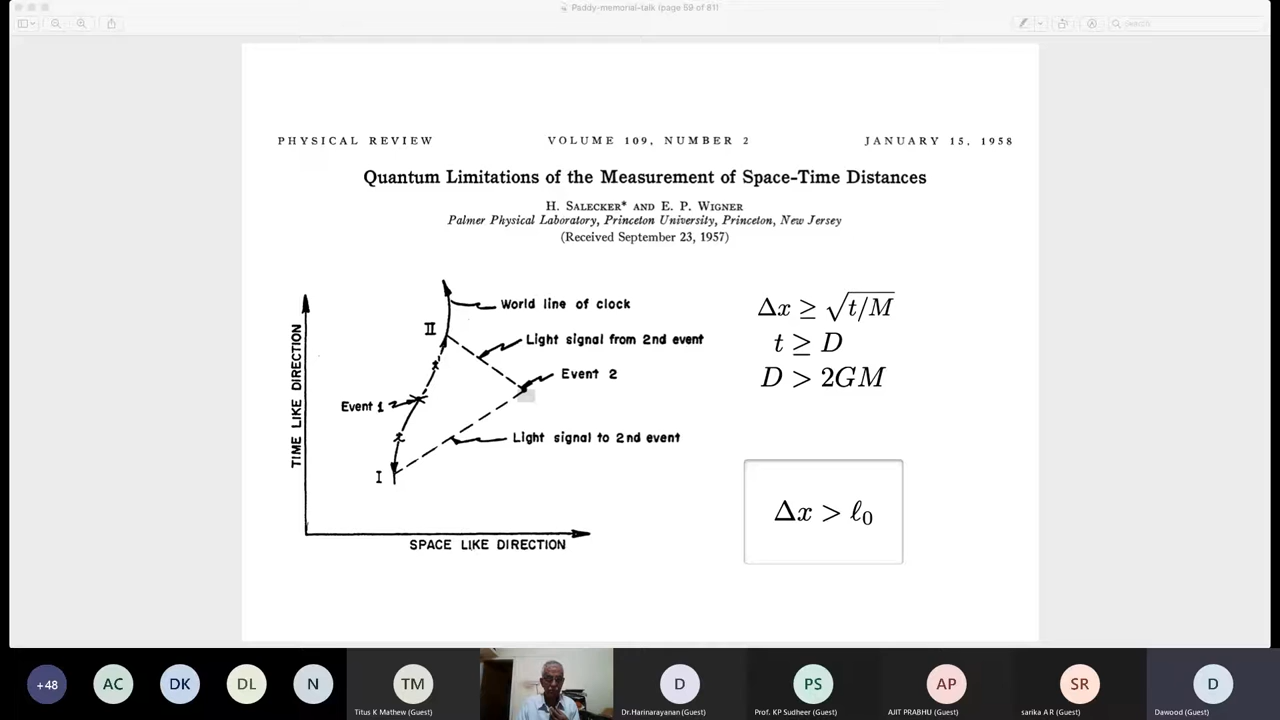 Paddy-memorial-talk (page 59 of 81)
Search
PHYSICAL REVIEW VOLUME 109, NUMBER 2 JANUARY 15, 1958
Quantum Limitations of the Measurement of Space-Time Distances
H. SALECKER* AND E. P. WIGNER
Palmer Physical Laboratory, Princeton University, Princeton, New Jersey
(Received September 23, 1957)
World line of clock
II
Light signal from 2nd event
Event 2
Event 1
Light signal to 2nd event
I
TIME LIKE DIRECTION
SPACE LIKE DIRECTION
Δx ≥ √t/M
t ≥ D
D > 2GM
Δx > ℓ₀
+48 AC DK DL N TM D PS AP SR D
Titus K Mathew (Guest) Dr.Harinarayanan (Guest) Prof. KP Sudheer (Guest) AJIT PRABHU (Guest) sarika A R (Guest) Dawood (Guest)